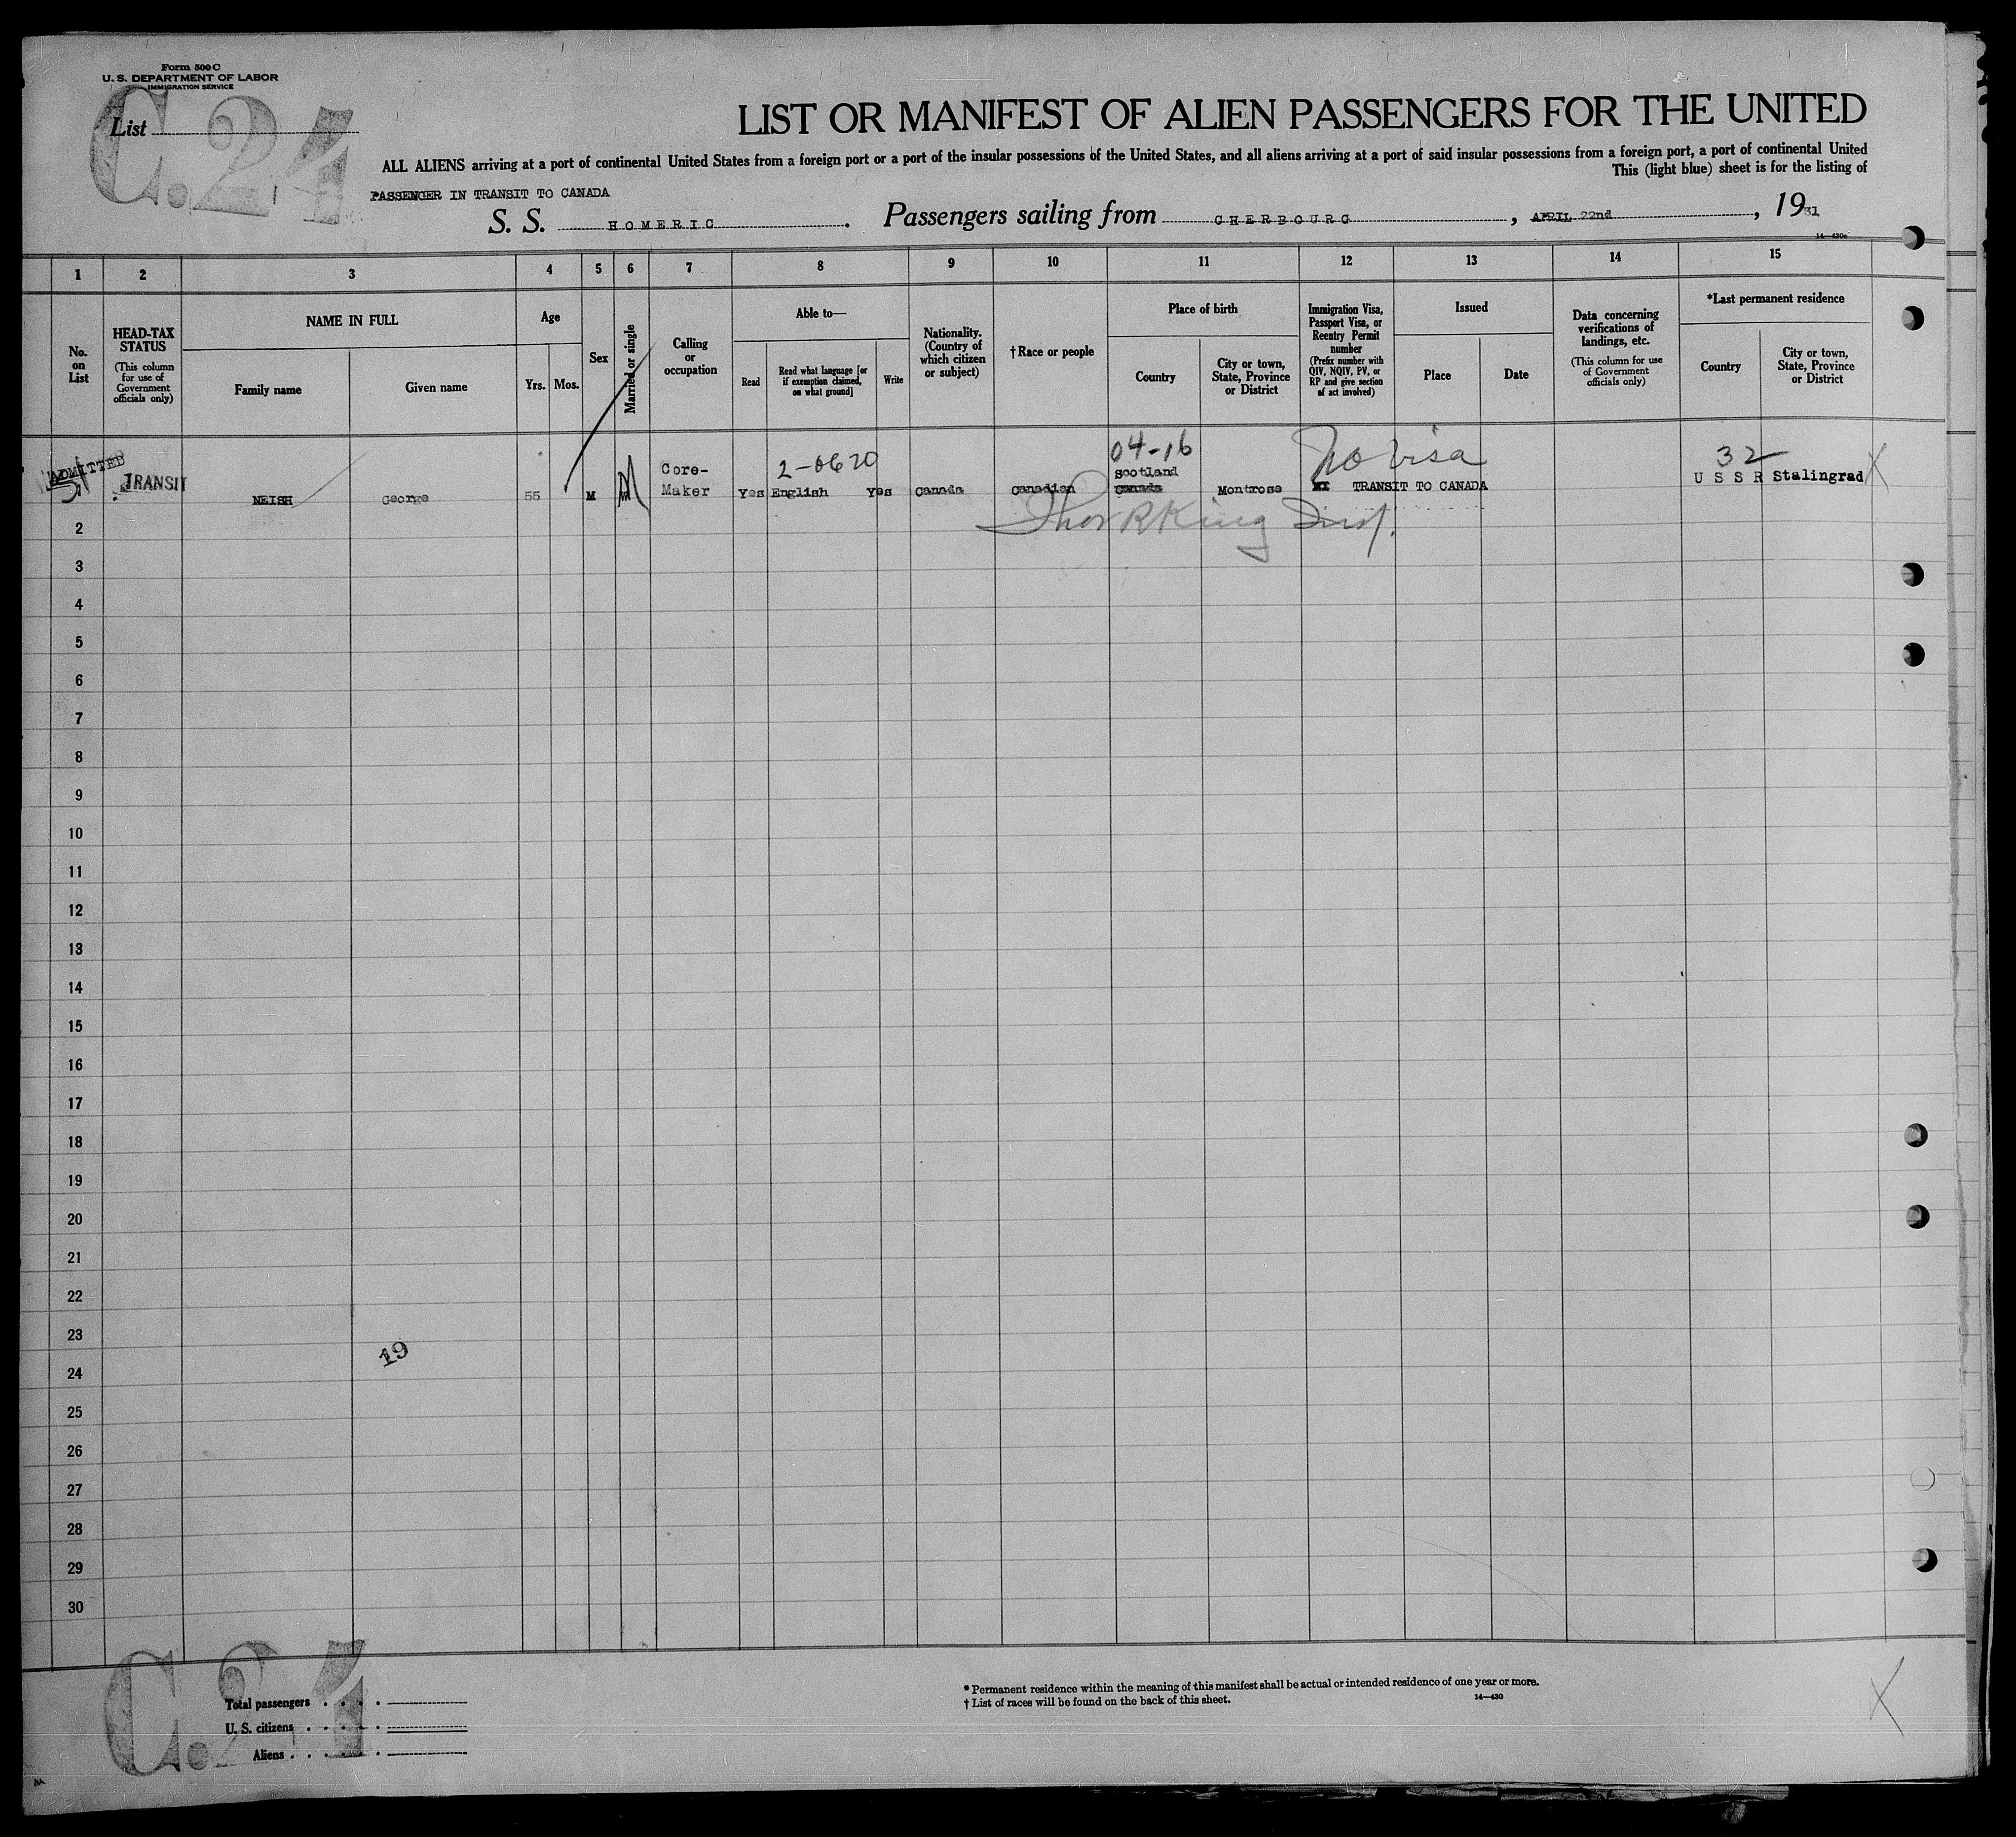 Form 500 C
U. S. DEPARTMENT OF LABOR
IMMIGRATION SERVICE
C.24
List
LIST OR MANIFEST OF ALIEN PASSENGERS FOR THE UNITED
ALL ALIENS arriving at a port of continental United States from a foreign port or a port of the insular possessions of the United States, and all aliens arriving at a port of said insular possessions from a foreign port, a port of continental United
This (light blue) sheet is for the listing of
PASSENGER IN TRANSIT TO CANADA
S. S. HOMERIC. Passengers sailing from CHERBOURG, APRIL 22nd, 1931
14—430c
1 2 3 4 5 6 7 8 9 10 11 12 13 14 15
No. on List
HEAD-TAX STATUS
(This column for use of Government officials only)
NAME IN FULL
Family name
Given name
Age
Yrs. Mos.
Sex
Married or single
Calling or occupation
Able to—
Read
Read what language [or if exemption claimed, on what ground]
Write
Nationality. (Country of which citizen or subject)
†Race or people
Place of birth
Country
City or town, State, Province or District
Immigration Visa, Passport Visa, or Reentry Permit number
(Prefix number with QIV, NQIV, PV, or RP and give section of act involved)
Issued
Place
Date
Data concerning verifications of landings, etc.
(This column for use of Government officials only)
*Last permanent residence
Country
City or town, State, Province or District
ADMITTED
2-0620 04-16 No visa 32
1 TRANSIT NEISH George 55 M M Core-Maker Yes English Yes Canada Canadian Scotland Canada Montrose TRANSIT TO CANADA U S S R Stalingrad X
Thos R King Insp.
2
3
4
5
6
7
8
9
10
11
12
13
14
15
16
17
18
19
20
21
22
23
19
24
25
26
27
28
29
30
C.24
Total passengers
U. S. citizens
Aliens
* Permanent residence within the meaning of this manifest shall be actual or intended residence of one year or more.
† List of races will be found on the back of this sheet.
14—430
X